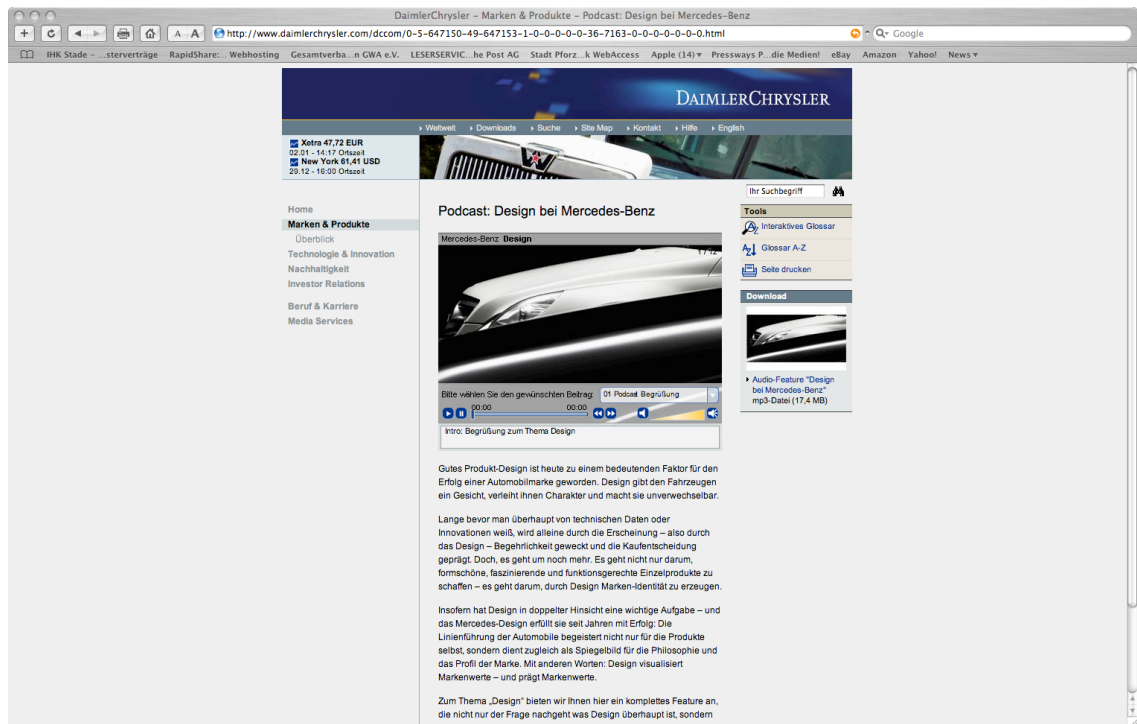 DaimlerChrysler – Marken & Produkte – Podcast: Design bei Mercedes-Benz
A A http://www.daimlerchrysler.com/dccom/0-5-647150-49-647153-1-0-0-0-0-0-36-7163-0-0-0-0-0-0-0.html Google
IHK Stade – ...sterverträge RapidShare:... Webhosting Gesamtverba...n GWA e.V. LESERSERVIC...he Post AG Stadt Pforz...k WebAccess Apple (14) Pressways P...die Medien! eBay Amazon Yahoo! News
DAIMLERCHRYSLER
Weltweit Downloads Suche Site Map Kontakt Hilfe English
Xetra 47,72 EUR
02.01 - 14:17 Ortszeit
New York 61,41 USD
29.12 - 16:00 Ortszeit
W
Ihr Suchbegriff
Home
Marken & Produkte
Überblick
Technologie & Innovation
Nachhaltigkeit
Investor Relations
Beruf & Karriere
Media Services
Podcast: Design bei Mercedes-Benz
Mercedes-Benz Design
1 / 12
Bitte wählen Sie den gewünschten Beitrag: 01 Podcast Begrüßung
00:00 00:00
Intro: Begrüßung zum Thema Design
Gutes Produkt-Design ist heute zu einem bedeutenden Faktor für den
Erfolg einer Automobilmarke geworden. Design gibt den Fahrzeugen
ein Gesicht, verleiht ihnen Charakter und macht sie unverwechselbar.
Lange bevor man überhaupt von technischen Daten oder
Innovationen weiß, wird alleine durch die Erscheinung – also durch
das Design – Begehrlichkeit geweckt und die Kaufentscheidung
geprägt. Doch, es geht um noch mehr. Es geht nicht nur darum,
formschöne, faszinierende und funktionsgerechte Einzelprodukte zu
schaffen – es geht darum, durch Design Marken-Identität zu erzeugen.
Insofern hat Design in doppelter Hinsicht eine wichtige Aufgabe – und
das Mercedes-Design erfüllt sie seit Jahren mit Erfolg: Die
Linienführung der Automobile begeistert nicht nur für die Produkte
selbst, sondern dient zugleich als Spiegelbild für die Philosophie und
das Profil der Marke. Mit anderen Worten: Design visualisiert
Markenwerte – und prägt Markenwerte.
Zum Thema „Design“ bieten wir Ihnen hier ein komplettes Feature an,
die nicht nur der Frage nachgeht was Design überhaupt ist, sondern
Tools
Interaktives Glossar
Glossar A-Z
Seite drucken
Download
Audio-Feature "Design
bei Mercedes-Benz"
mp3-Datei (17,4 MB)